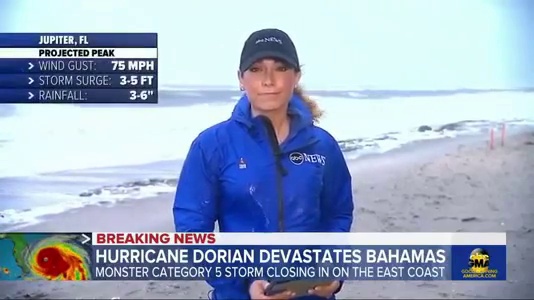 JUPITER, FL
PROJECTED PEAK
> WIND GUST: 75 MPH
> STORM SURGE: 3-5 FT
> RAINFALL: 3-6"
abc NEWS
abc NEWS
BREAKING NEWS
HURRICANE DORIAN DEVASTATES BAHAMAS
MONSTER CATEGORY 5 STORM CLOSING IN ON THE EAST COAST
GMA
GOOD MORNING
AMERICA